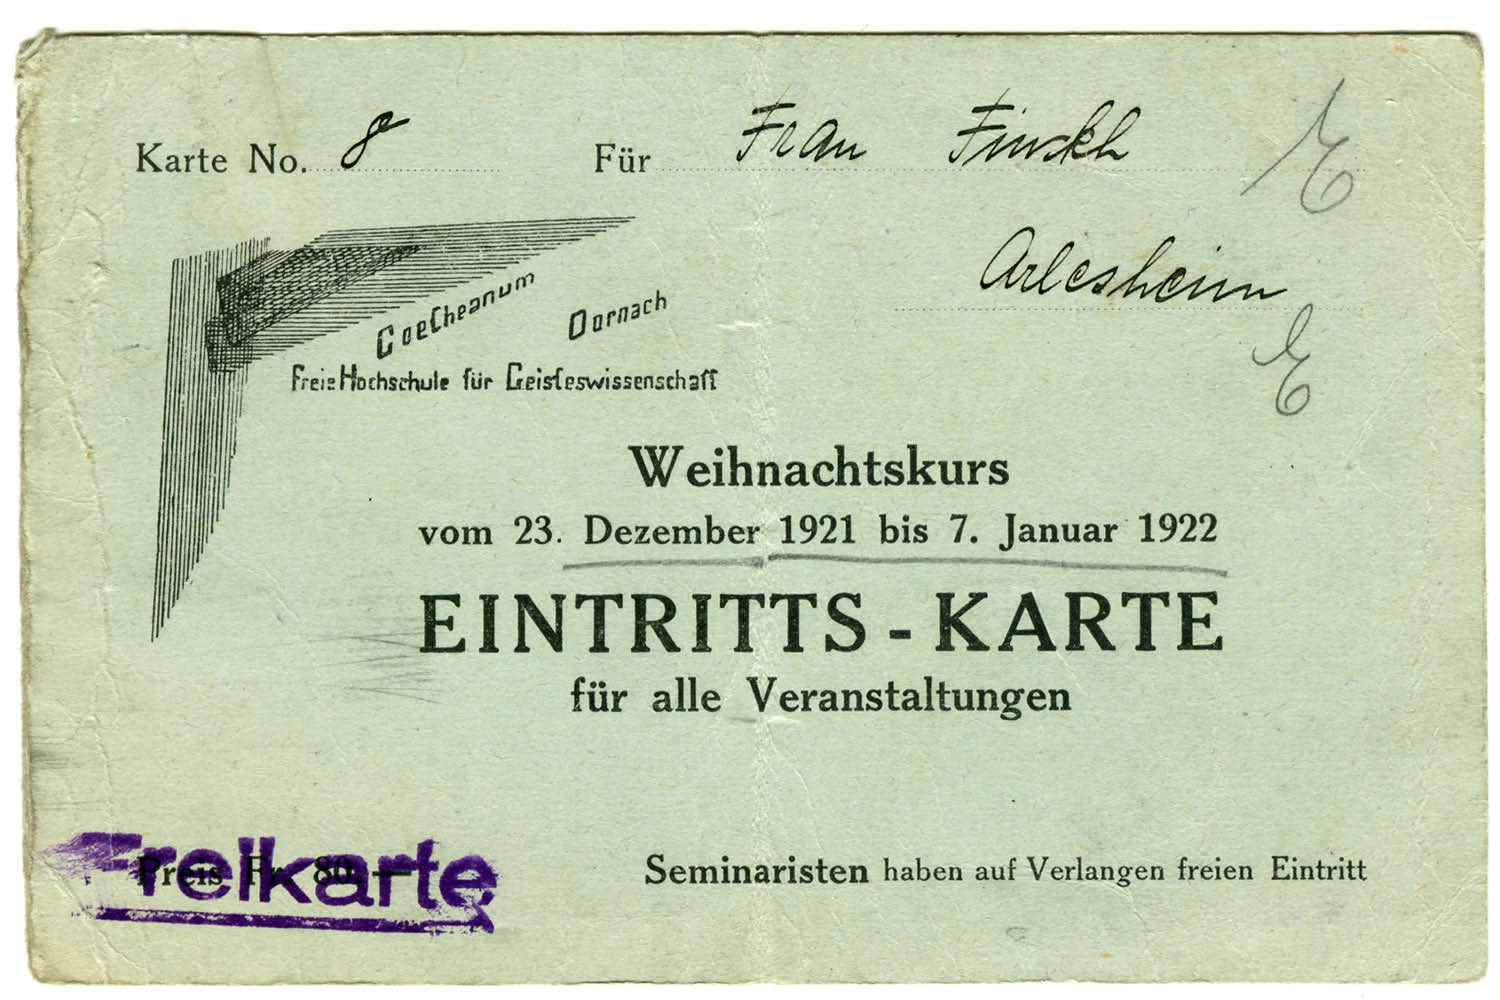 Karte No. 8 Für Frau Finckh
Arlesheim
Goetheanum Dornach
Freie Hochschule für Geisteswissenschaft
Weihnachtskurs
vom 23. Dezember 1921 bis 7. Januar 1922
EINTRITTS-KARTE
für alle Veranstaltungen
Preis Fr. 80.—
Freikarte
Seminaristen haben auf Verlangen freien Eintritt